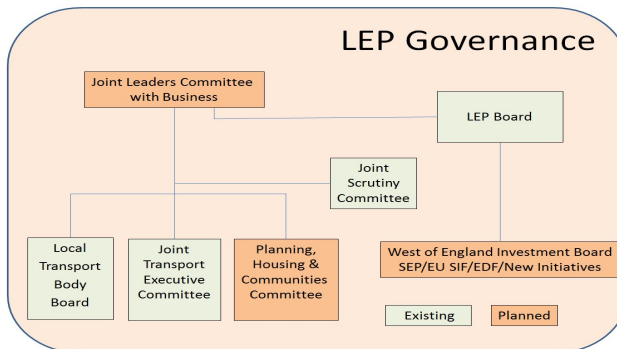 LEP Governance
Joint Leaders Committee
with Business
LEP Board
Joint
Scrutiny
Committee
Local
Transport
Body
Board
Joint
Transport
Executive
Committee
Planning,
Housing &
Communities
Committee
West of England Investment Board
SEP/EU SIF/EDF/New Initiatives
Existing
Planned